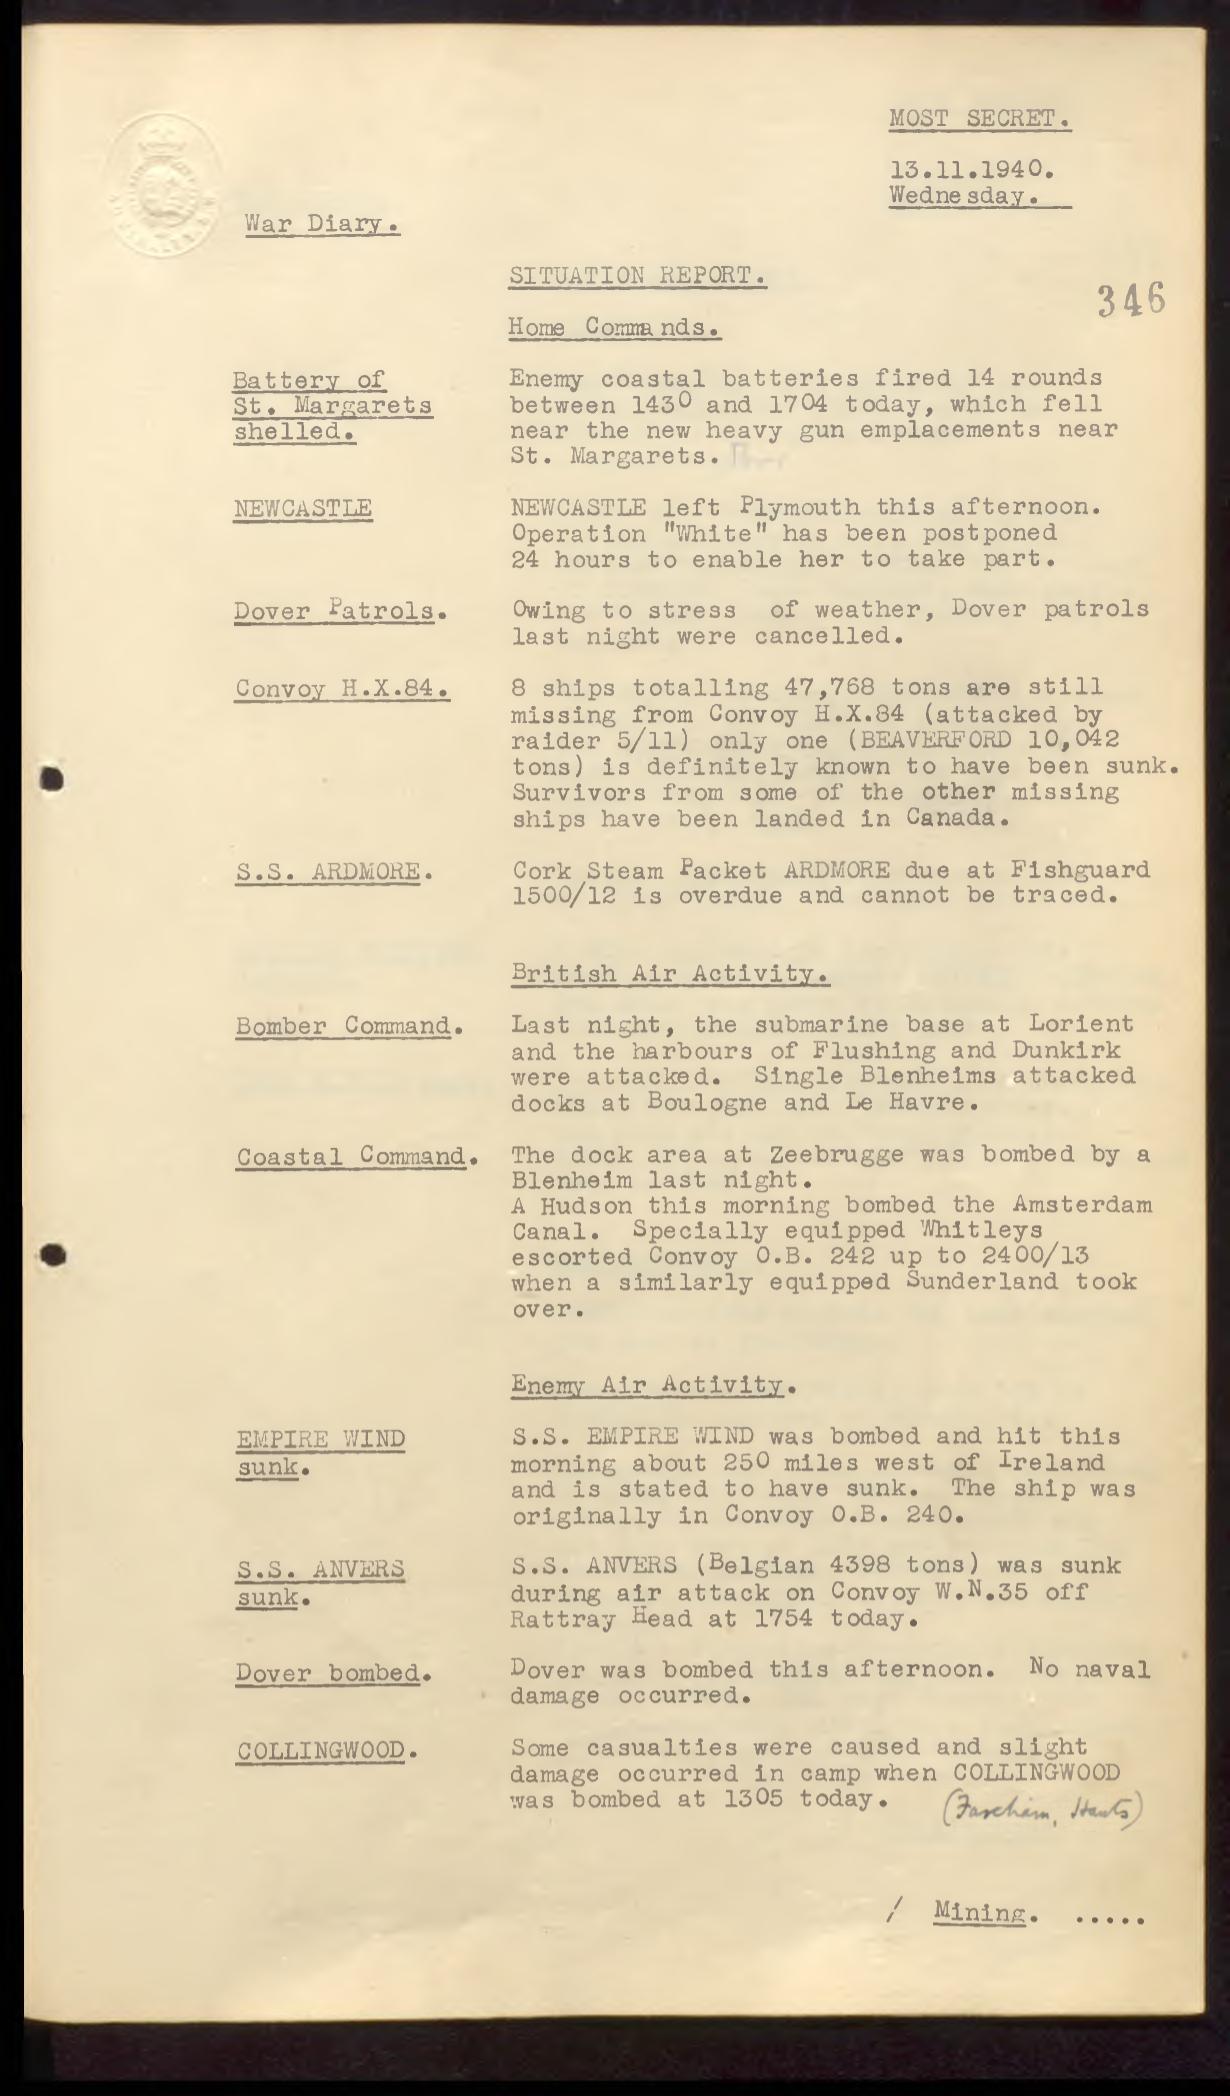 MOST SECRET.
13.11.1940.
Wednesday.
War Diary.
SITUATION REPORT.
346
Home Commands.
Battery of
St. Margarets
shelled.
Enemy coastal batteries fired 14 rounds
between 1430 and 1704 today, which fell
near the new heavy gun emplacements near
St. Margarets.
NEWCASTLE
NEWCASTLE left Plymouth this afternoon.
Operation "White" has been postponed
24 hours to enable her to take part.
Dover Patrols.
Owing to stress of weather, Dover patrols
last night were cancelled.
Convoy H.X.84.
8 ships totalling 47,768 tons are still
missing from Convoy H.X.84 (attacked by
raider 5/11) only one (BEAVERFORD 10,042
tons) is definitely known to have been sunk.
Survivors from some of the other missing
ships have been landed in Canada.
S.S. ARDMORE.
Cork Steam Packet ARDMORE due at Fishguard
1500/12 is overdue and cannot be traced.
British Air Activity.
Bomber Command.
Last night, the submarine base at Lorient
and the harbours of Flushing and Dunkirk
were attacked. Single Blenheims attacked
docks at Boulogne and Le Havre.
Coastal Command.
The dock area at Zeebrugge was bombed by a
Blenheim last night.
A Hudson this morning bombed the Amsterdam
Canal. Specially equipped Whitleys
escorted Convoy O.B. 242 up to 2400/13
when a similarly equipped Sunderland took
over.
Enemy Air Activity.
EMPIRE WIND
sunk.
S.S. EMPIRE WIND was bombed and hit this
morning about 250 miles west of Ireland
and is stated to have sunk. The ship was
originally in Convoy O.B. 240.
S.S. ANVERS
sunk.
S.S. ANVERS (Belgian 4398 tons) was sunk
during air attack on Convoy W.N.35 off
Rattray Head at 1754 today.
Dover bombed.
Dover was bombed this afternoon. No naval
damage occurred.
COLLINGWOOD.
Some casualties were caused and slight
damage occurred in camp when COLLINGWOOD
was bombed at 1305 today. (Fareham, Hants)
/ Mining. .....